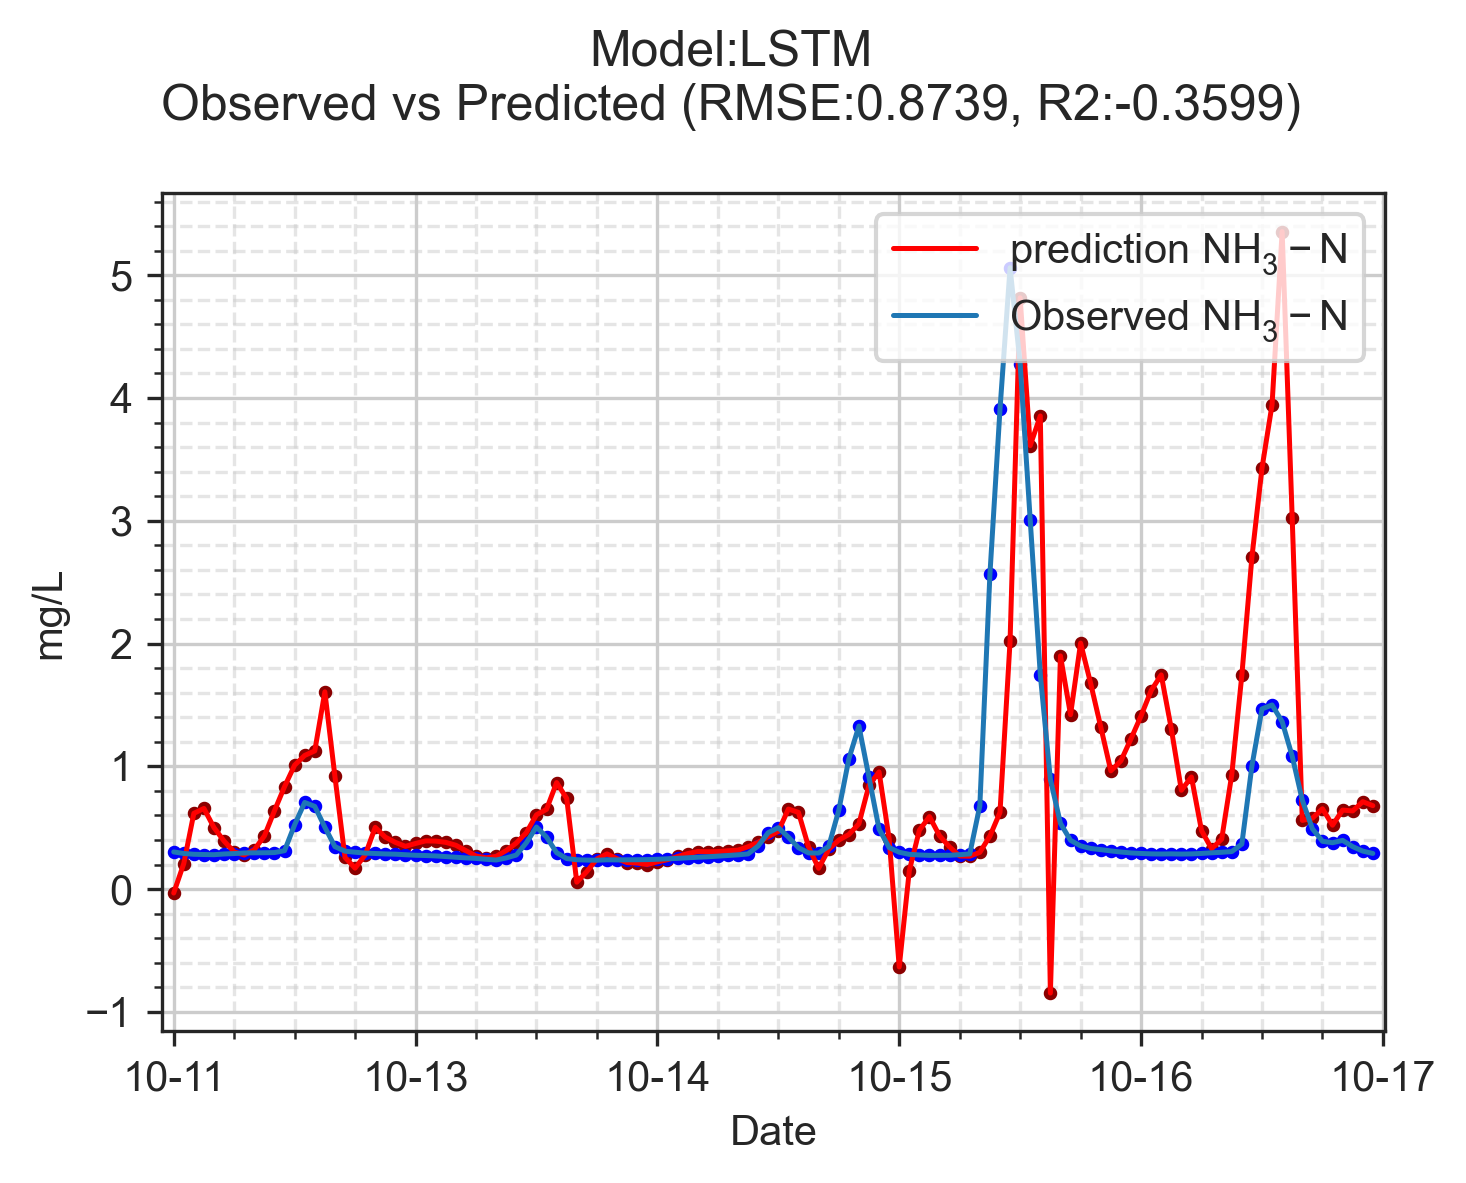 Model:LSTM
Observed vs Predicted (RMSE:0.8739, R2:-0.3599)
prediction NH₃ − N
Observed NH₃ − N
5
4
3
2
1
0
−1
mg/L
10-11 10-13 10-14 10-15 10-16 10-17
Date